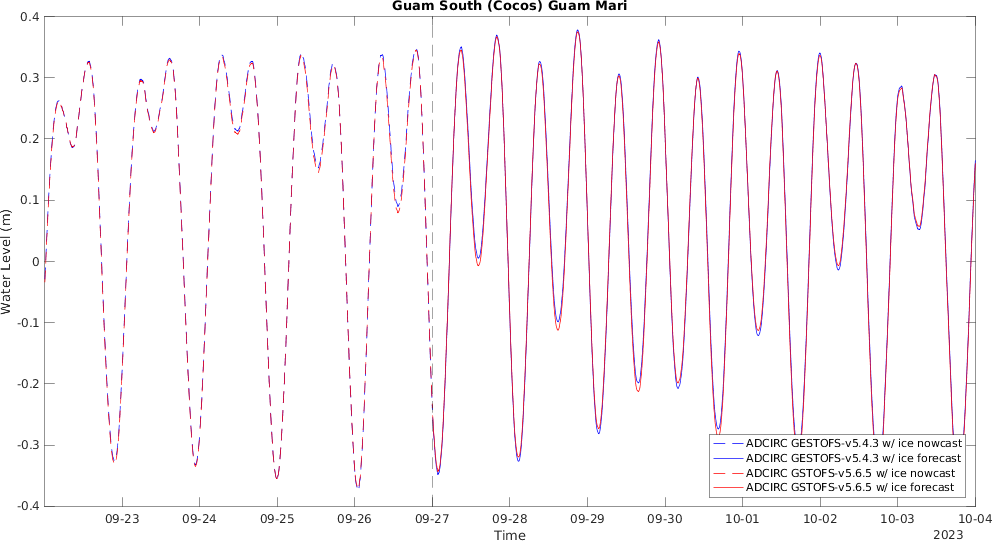 Guam South (Cocos) Guam Mari
0.4
0.3
0.2
0.1
0
-0.1
-0.2
-0.3
-0.4
Water Level (m)
ADCIRC GESTOFS-v5.4.3 w/ ice nowcast
ADCIRC GESTOFS-v5.4.3 w/ ice forecast
ADCIRC GSTOFS-v5.6.5 w/ ice nowcast
ADCIRC GSTOFS-v5.6.5 w/ ice forecast
09-23 09-24 09-25 09-26 09-27 09-28 09-29 09-30 10-01 10-02 10-03 10-04
Time
2023